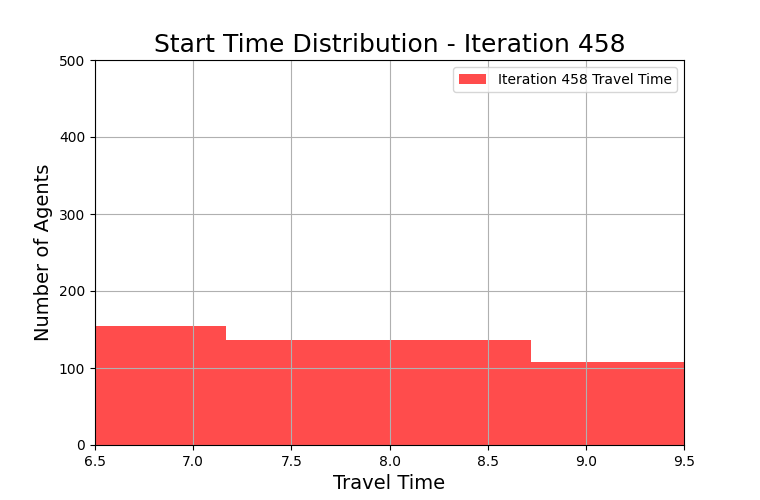 Start Time Distribution - Iteration 458
Iteration 458 Travel Time
Number of Agents
500
400
300
200
100
0
6.5 7.0 7.5 8.0 8.5 9.0 9.5
Travel Time